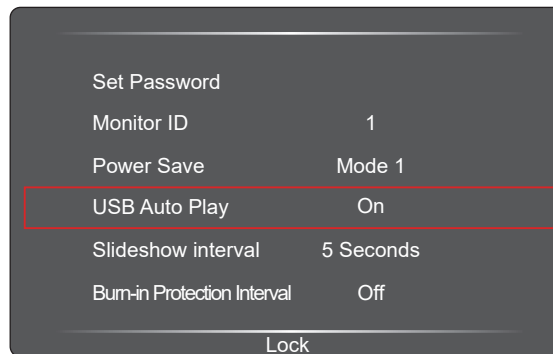 Set Password
Monitor ID 1
Power Save Mode 1
USB Auto Play On
Slideshow interval 5 Seconds
Burn-in Protection Interval Off
Lock